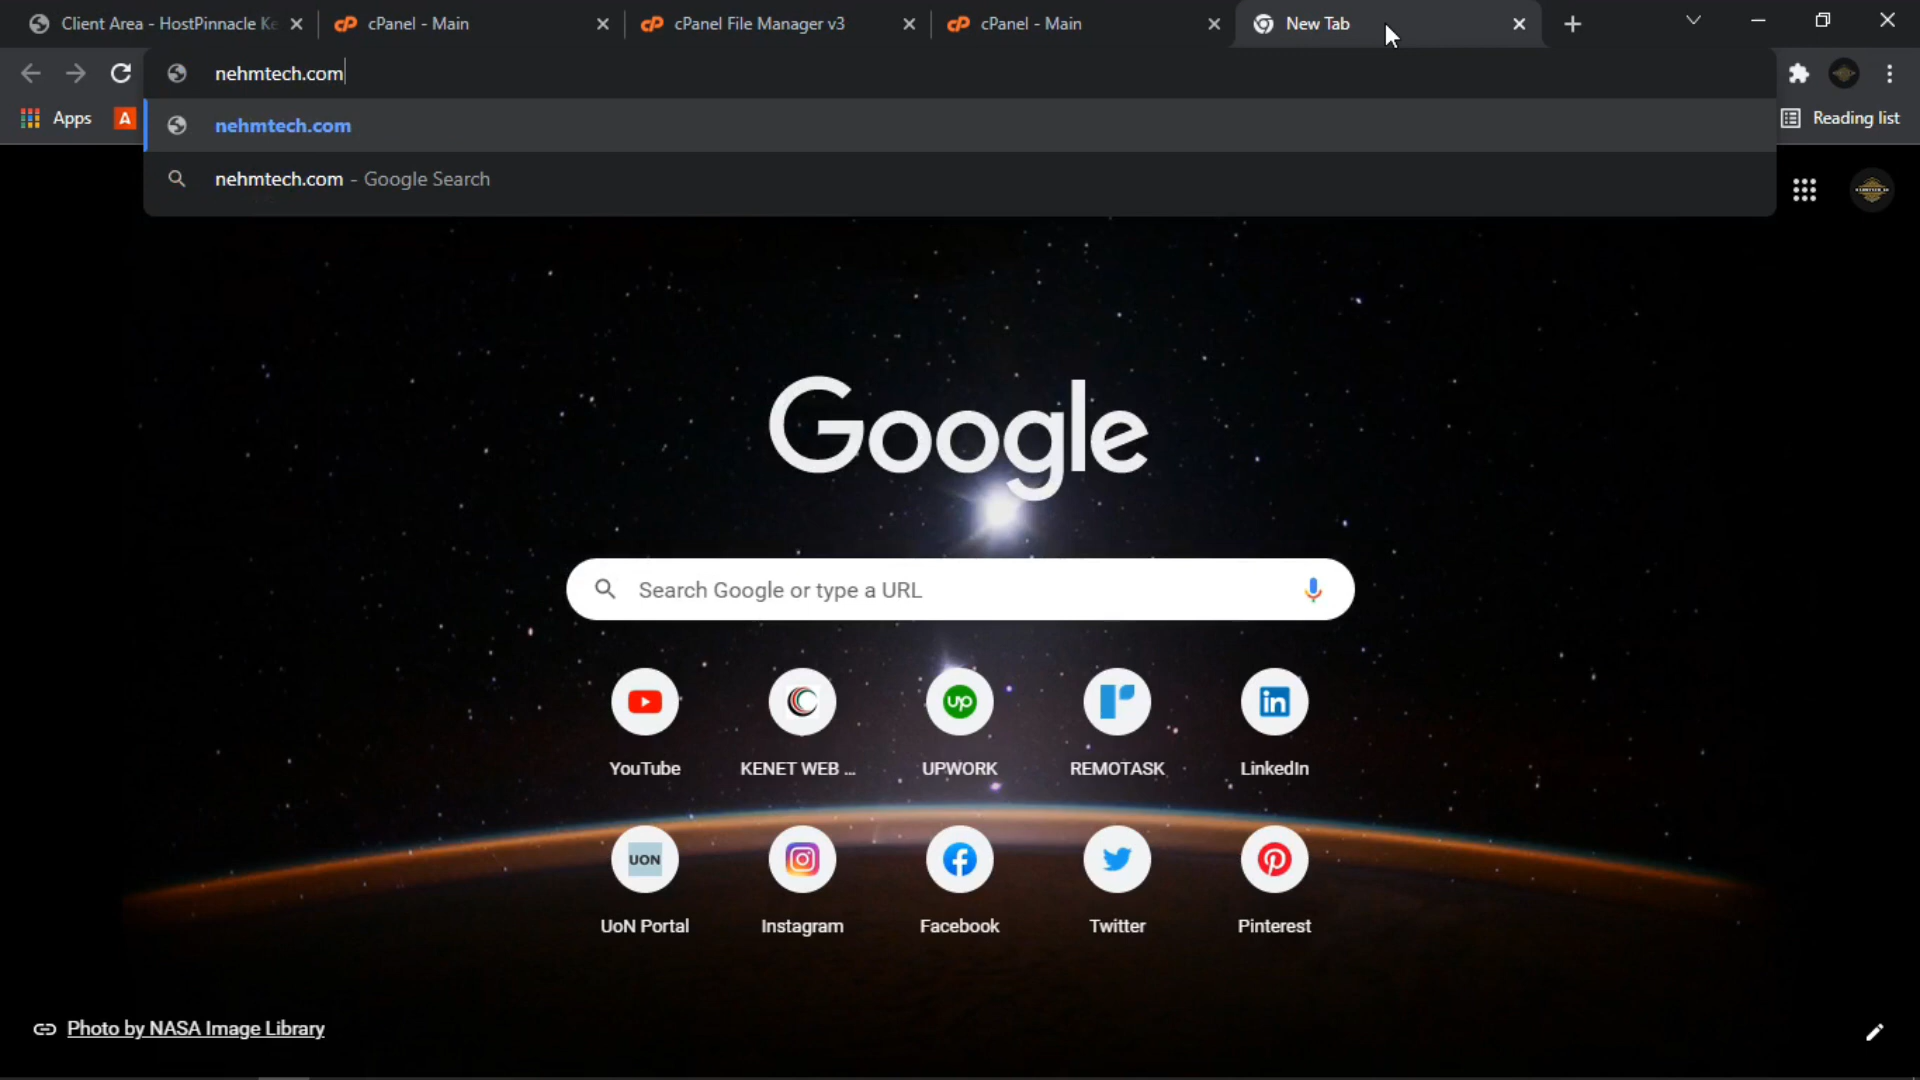 Client Area - HostPinnacle Ke
cPanel - Main
cPanel File Manager v3
cPanel - Main
New Tab
nehmtech.com
Apps
A
nehmtech.com
Reading list
nehmtech.com - Google Search
Google
Search Google or type a URL
up
in
YouTube
KENET WEB ...
UPWORK
REMOTASK
LinkedIn
UON
UoN Portal
Instagram
Facebook
Twitter
Pinterest
Photo by NASA Image Library